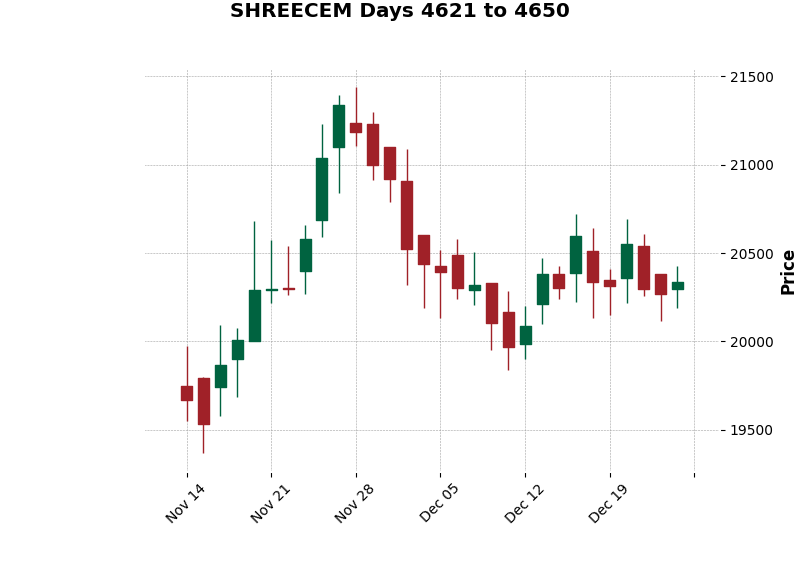 SHREECEM Days 4621 to 4650
21500
21000
20500
20000
19500
Price
Nov 14
Nov 21
Nov 28
Dec 05
Dec 12
Dec 19